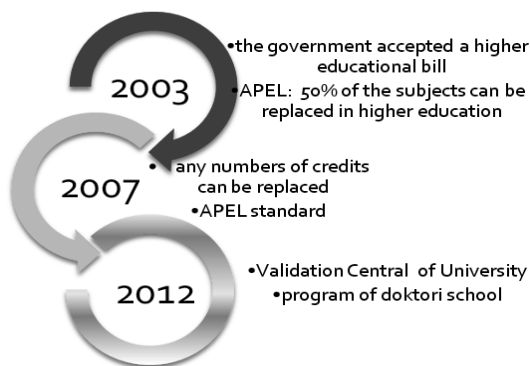 2003
•the government accepted a higher
educational bill
•APEL: 50% of the subjects can be
replaced in higher education
2007
• any numbers of credits
can be replaced
•APEL standard
2012
•Validation Central of University
•program of doktori school